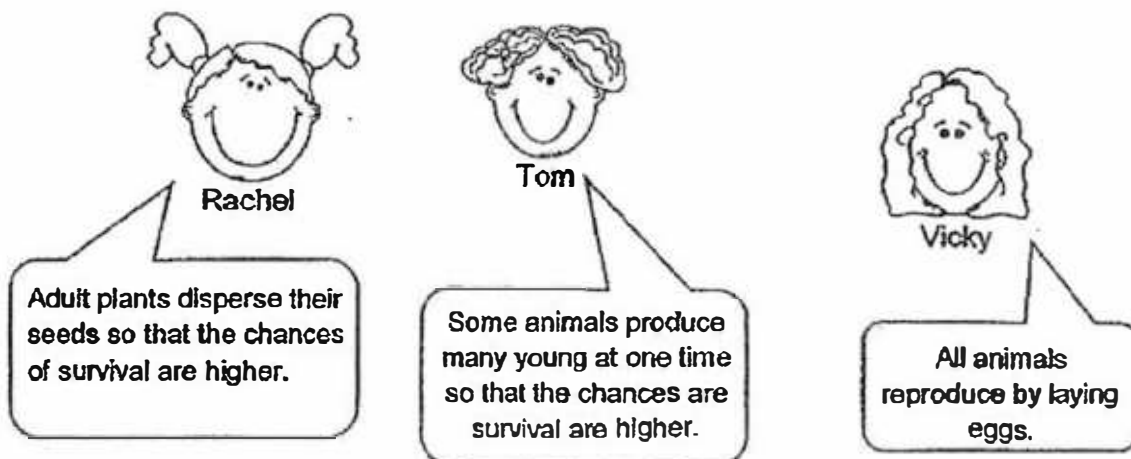 Rachel
Tom
Vicky
Adult plants disperse their
seeds so that the chances
of survival are higher.
Some animals produce
many young at one time
so that the chances are
survival are higher.
All animals
reproduce by laying
eggs.